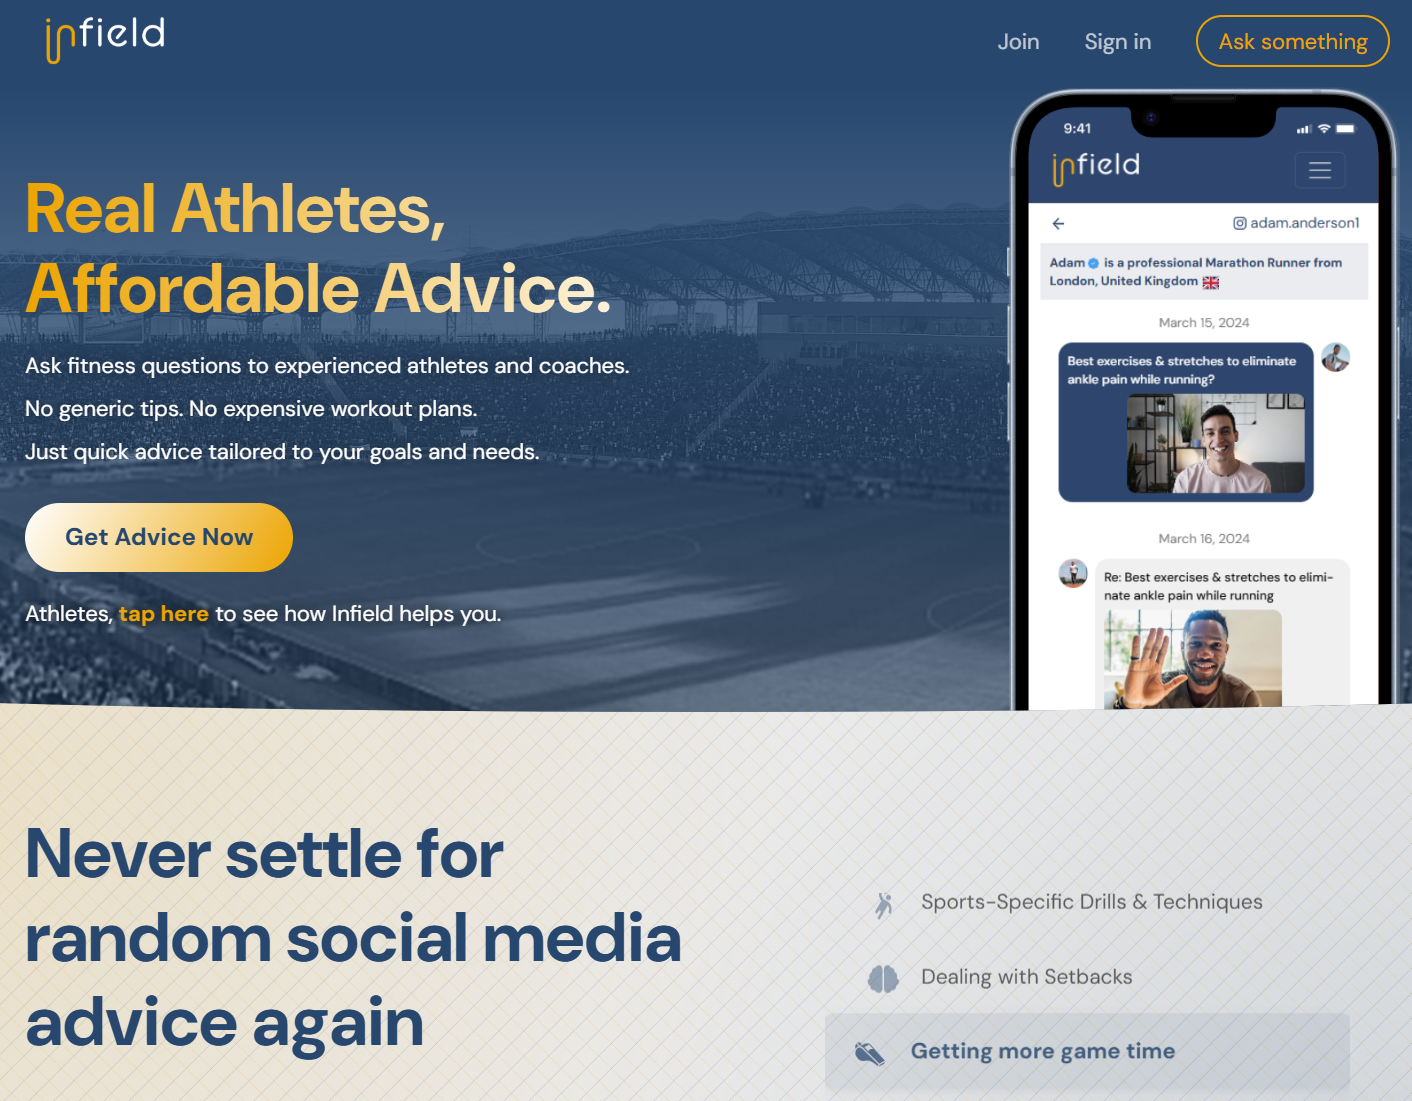 infield
Join
Sign in
Ask something
Real Athletes,
Affordable Advice.
Ask fitness questions to experienced athletes and coaches.
No generic tips. No expensive workout plans.
Just quick advice tailored to your goals and needs.
Get Advice Now
Athletes, tap here to see how Infield helps you.
9:41
infield
adam.anderson1
Adam is a professional Marathon Runner from
London, United Kingdom
March 15, 2024
Best exercises & stretches to eliminate
ankle pain while running?
March 16, 2024
Re: Best exercises & stretches to elimi-
nate ankle pain while running
Never settle for
random social media
advice again
Sports-Specific Drills & Techniques
Dealing with Setbacks
Getting more game time